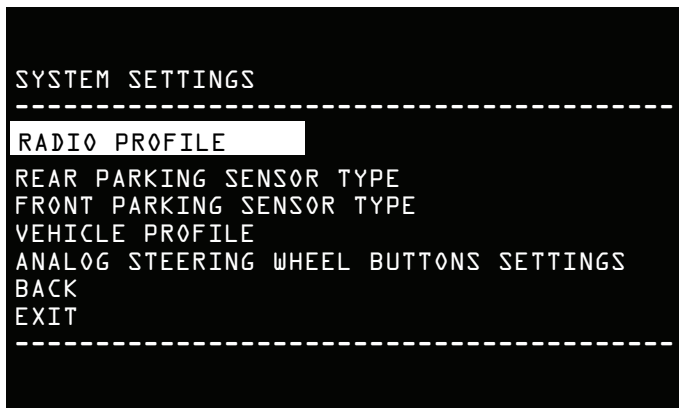 SYSTEM SETTINGS
-----------------------------------------
RADIO PROFILE
REAR PARKING SENSOR TYPE
FRONT PARKING SENSOR TYPE
VEHICLE PROFILE
ANALOG STEERING WHEEL BUTTONS SETTINGS
BACK
EXIT
-----------------------------------------